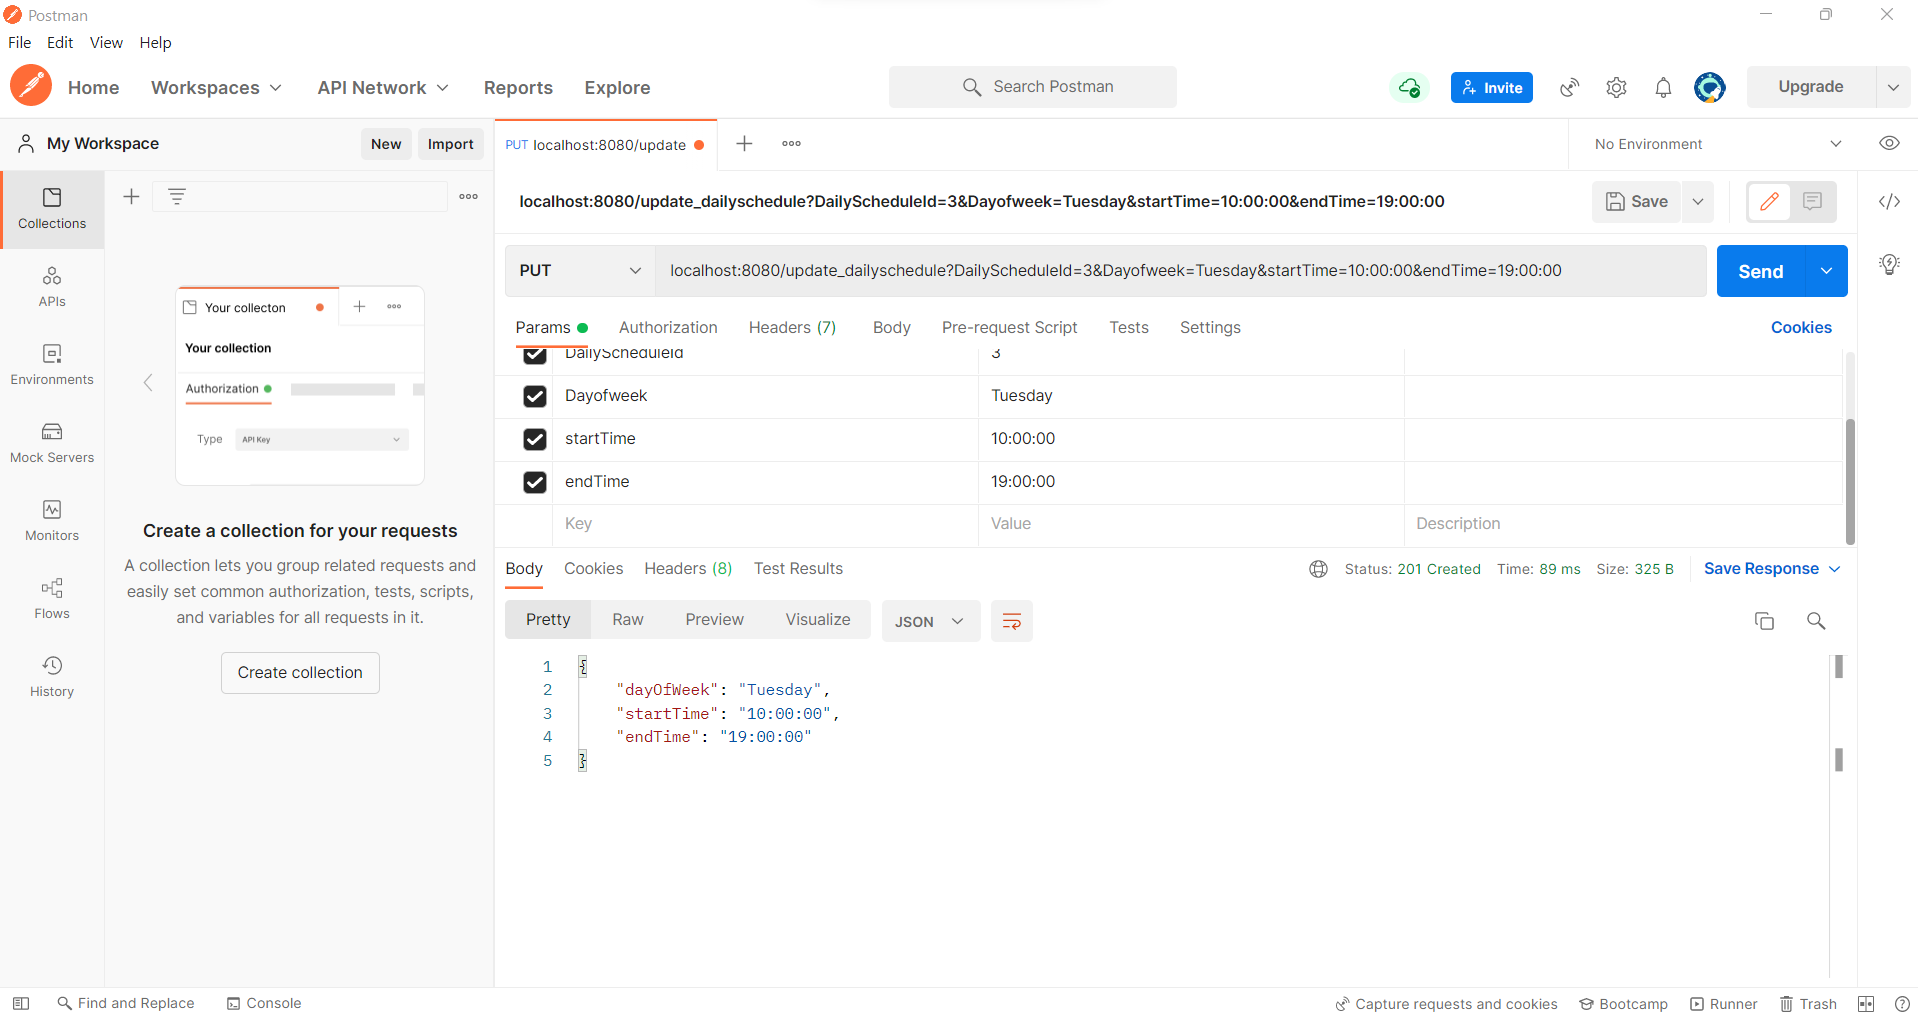 Postman
File Edit View Help
Home Workspaces API Network Reports Explore
Search Postman
Invite
Upgrade
My Workspace
New Import
PUT localhost:8080/update
No Environment
Collections
APIs
Environments
Mock Servers
Monitors
Flows
History
Your collecton
Your collection
Authorization
Type API Key
Create a collection for your requests
A collection lets you group related requests and
easily set common authorization, tests, scripts,
and variables for all requests in it.
Create collection
localhost:8080/update_dailyschedule?DailyScheduleId=3&Dayofweek=Tuesday&startTime=10:00:00&endTime=19:00:00
Save
PUT localhost:8080/update_dailyschedule?DailyScheduleId=3&Dayofweek=Tuesday&startTime=10:00:00&endTime=19:00:00
Send
Params Authorization Headers (7) Body Pre-request Script Tests Settings
Cookies
DailyScheduleId 3
Dayofweek Tuesday
startTime 10:00:00
endTime 19:00:00
Key Value Description
Body Cookies Headers (8) Test Results
Status: 201 Created Time: 89 ms Size: 325 B Save Response
Pretty Raw Preview Visualize JSON
1 {
2 "dayOfWeek": "Tuesday",
3 "startTime": "10:00:00",
4 "endTime": "19:00:00"
5 }
Find and Replace Console
Capture requests and cookies Bootcamp Runner Trash